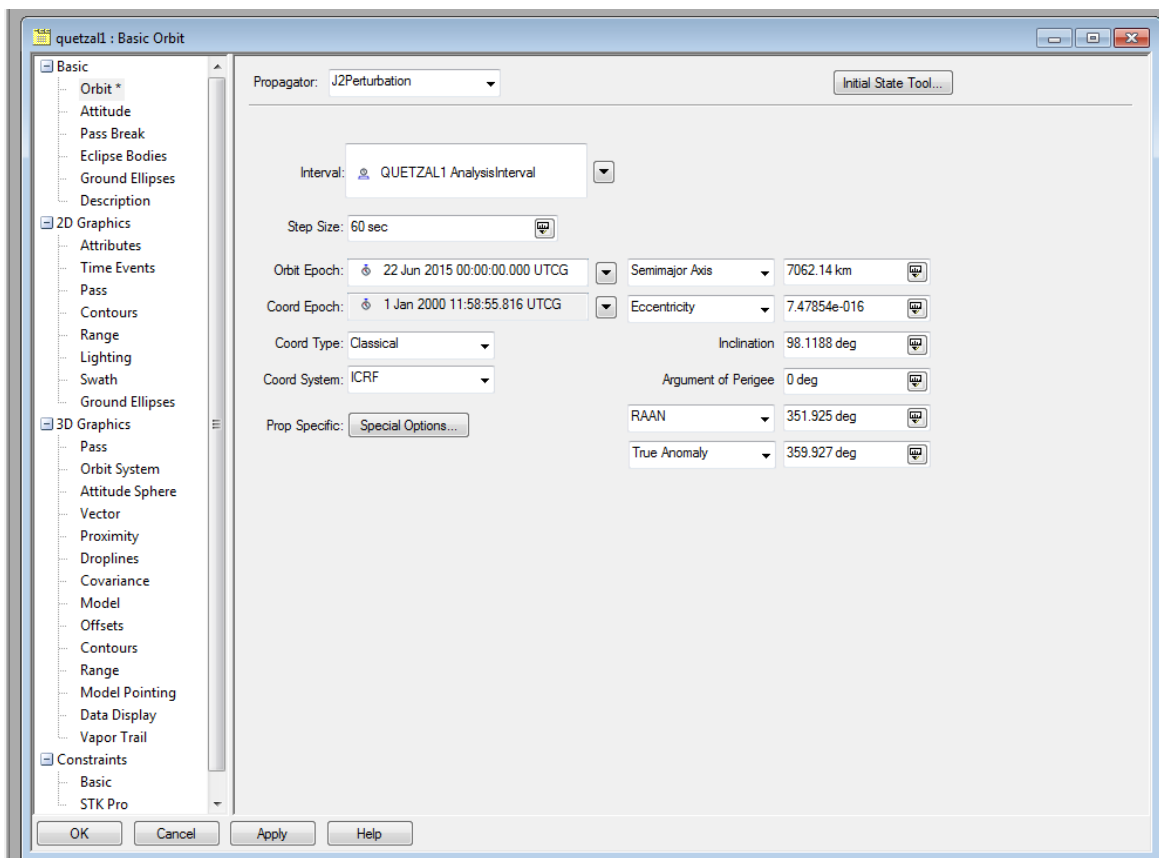 quetzal1 : Basic Orbit
Basic
Orbit *
Attitude
Pass Break
Eclipse Bodies
Ground Ellipses
Description
2D Graphics
Attributes
Time Events
Pass
Contours
Range
Lighting
Swath
Ground Ellipses
3D Graphics
Pass
Orbit System
Attitude Sphere
Vector
Proximity
Droplines
Covariance
Model
Offsets
Contours
Range
Model Pointing
Data Display
Vapor Trail
Constraints
Basic
STK Pro
Propagator: J2Perturbation Initial State Tool...
Interval: QUETZAL1 AnalysisInterval
Step Size: 60 sec
Orbit Epoch: 22 Jun 2015 00:00:00.000 UTCG Semimajor Axis 7062.14 km
Coord Epoch: 1 Jan 2000 11:58:55.816 UTCG Eccentricity 7.47854e-016
Coord Type: Classical Inclination 98.1188 deg
Coord System: ICRF Argument of Perigee 0 deg
Prop Specific: Special Options... RAAN 351.925 deg
True Anomaly 359.927 deg
OK Cancel Apply Help